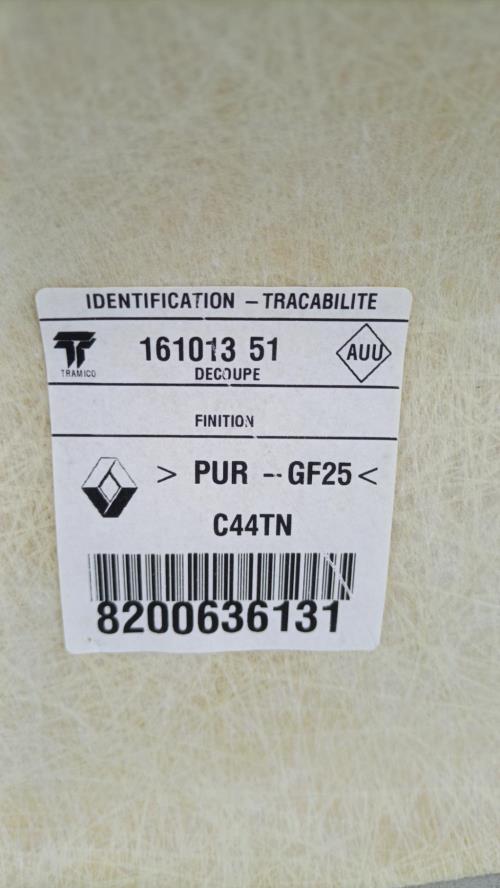 IDENTIFICATION - TRACABILITE
TRAMICO
161013 51
DECOUPE
AUU
FINITION
> PUR -- GF25 <
C44TN
8200636131